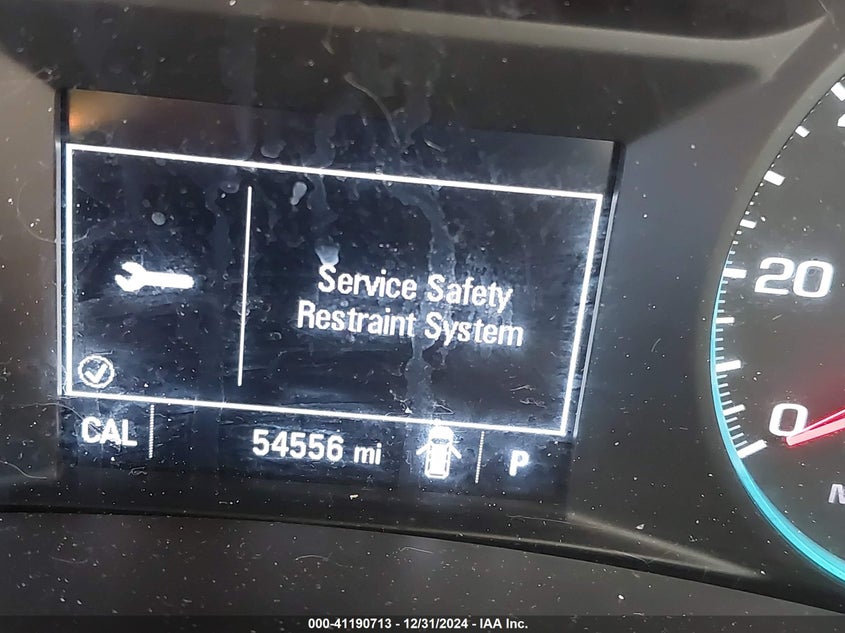 Service Safety
Restraint System
CAL
54556 mi
P
20
0
000-41190713 - 12/31/2024 - IAA Inc.